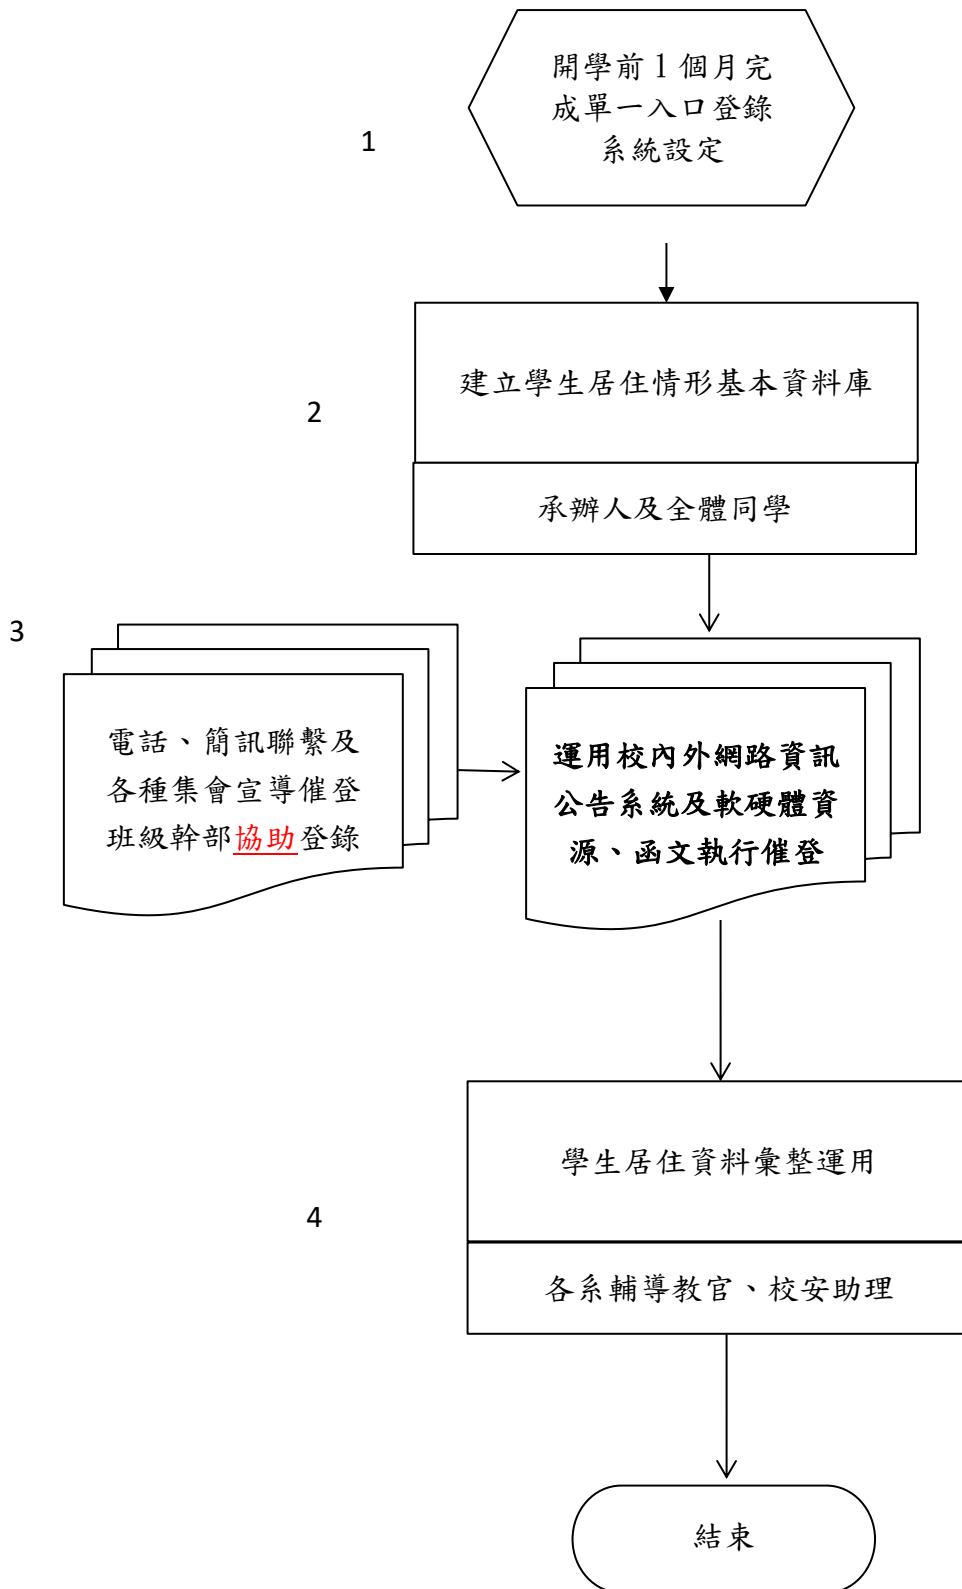 開學前 1 個月完
成單一入口登錄
系統設定
1
建立學生居住情形基本資料庫
2
承辦人及全體同學
3
電話、簡訊聯繫及
各種集會宣導催登
班級幹部協助登錄
運用校內外網路資訊
公告系統及軟硬體資
源、函文執行催登
學生居住資料彙整運用
4
各系輔導教官、校安助理
結束